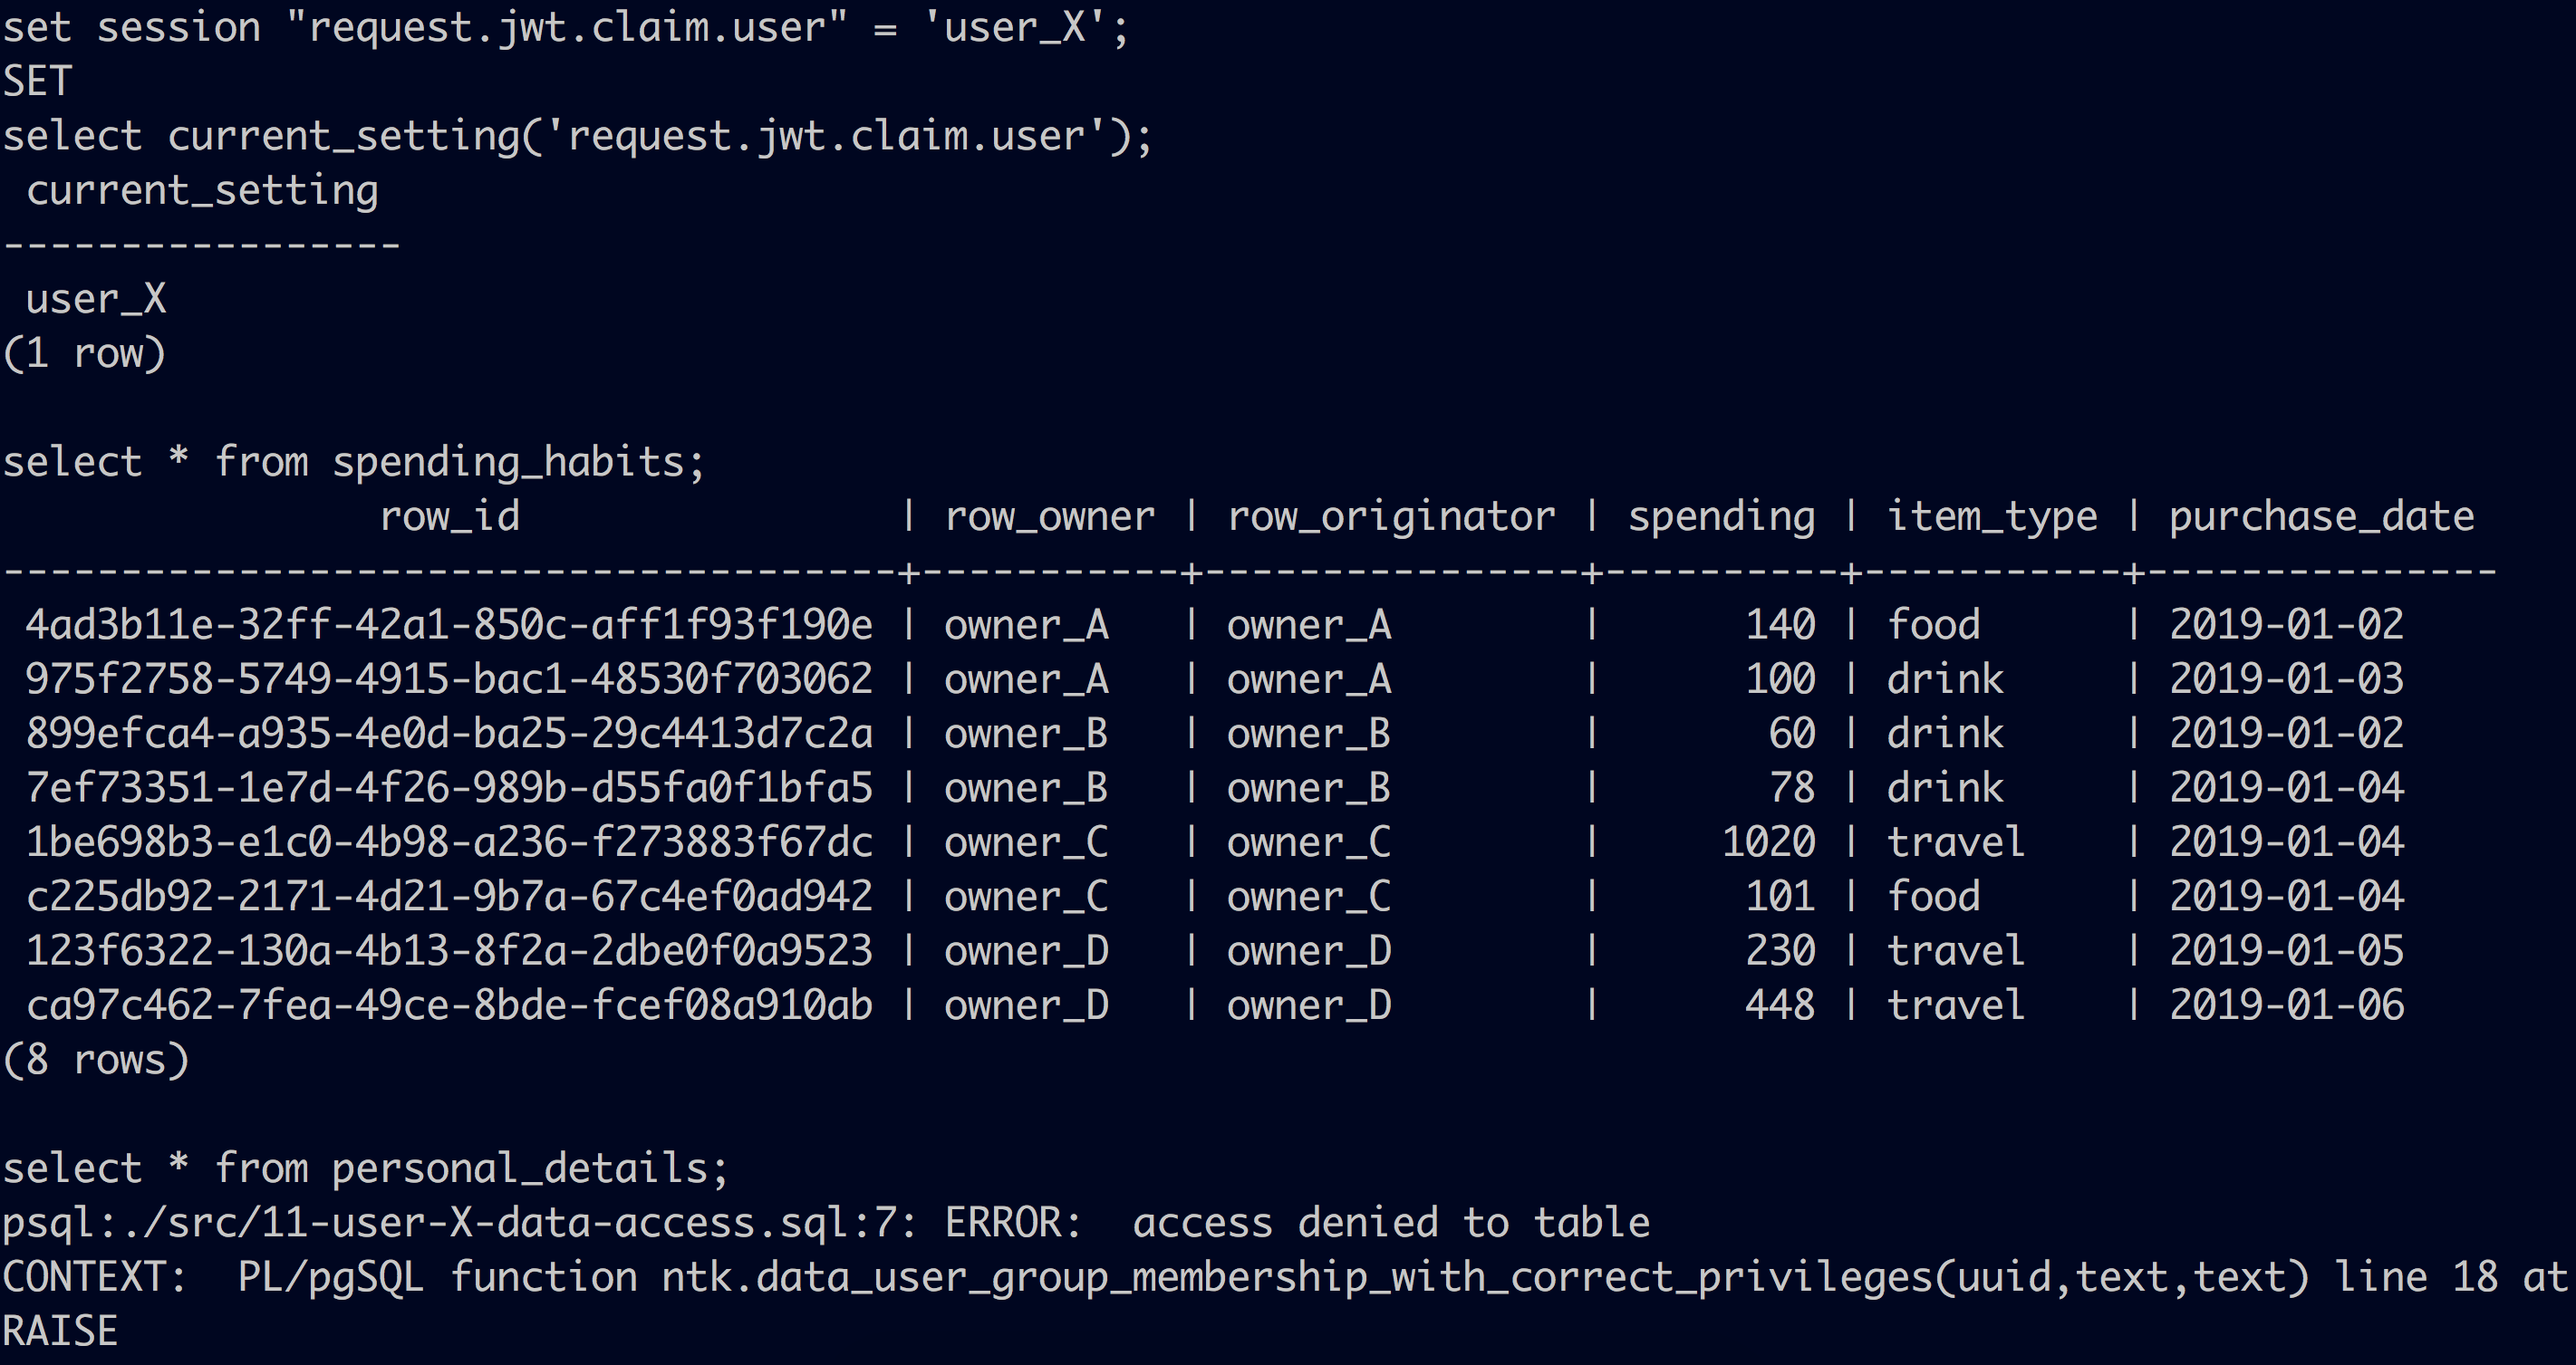 set session "request.jwt.claim.user" = 'user_X';
SET
select current_setting('request.jwt.claim.user');
 current_setting
-----------------
 user_X
(1 row)

select * from spending_habits;
                row_id                | row_owner | row_originator | spending | item_type | purchase_date
--------------------------------------+-----------+----------------+----------+-----------+---------------
 4ad3b11e-32ff-42a1-850c-aff1f93f190e | owner_A   | owner_A        |      140 | food      | 2019-01-02
 975f2758-5749-4915-bac1-48530f703062 | owner_A   | owner_A        |      100 | drink     | 2019-01-03
 899efca4-a935-4e0d-ba25-29c4413d7c2a | owner_B   | owner_B        |       60 | drink     | 2019-01-02
 7ef73351-1e7d-4f26-989b-d55fa0f1bfa5 | owner_B   | owner_B        |       78 | drink     | 2019-01-04
 1be698b3-e1c0-4b98-a236-f273883f67dc | owner_C   | owner_C        |     1020 | travel    | 2019-01-04
 c225db92-2171-4d21-9b7a-67c4ef0ad942 | owner_C   | owner_C        |      101 | food      | 2019-01-04
 123f6322-130a-4b13-8f2a-2dbe0f0a9523 | owner_D   | owner_D        |      230 | travel    | 2019-01-05
 ca97c462-7fea-49ce-8bde-fcef08a910ab | owner_D   | owner_D        |      448 | travel    | 2019-01-06
(8 rows)

select * from personal_details;
psql:./src/11-user-X-data-access.sql:7: ERROR:  access denied to table
CONTEXT:  PL/pgSQL function ntk.data_user_group_membership_with_correct_privileges(uuid,text,text) line 18 at
RAISE